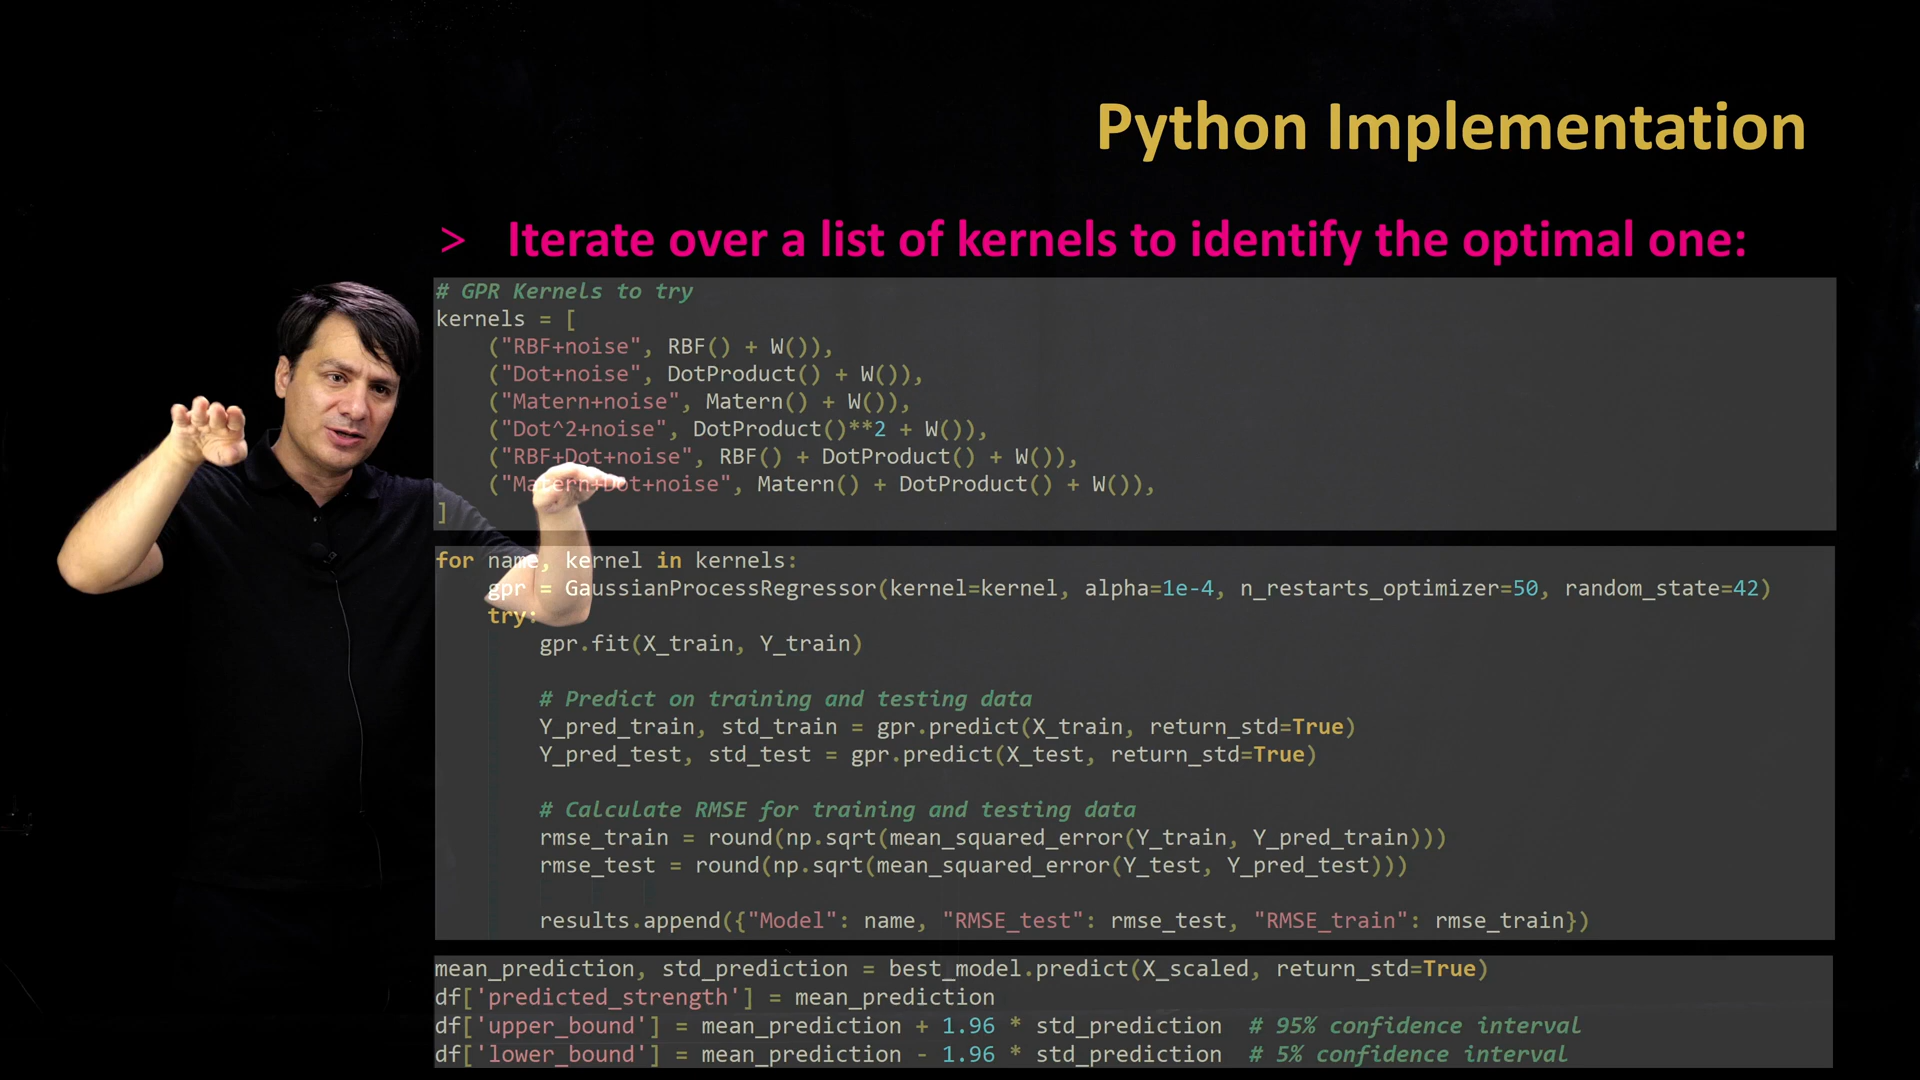 Python Implementation
> Iterate over a list of kernels to identify the optimal one:
# GPR Kernels to try
kernels = [
    ("RBF+noise", RBF() + W()),
    ("Dot+noise", DotProduct() + W()),
    ("Matern+noise", Matern() + W()),
    ("Dot^2+noise", DotProduct()**2 + W()),
    ("RBF+Dot+noise", RBF() + DotProduct() + W()),
    ("Matern+Dot+noise", Matern() + DotProduct() + W()),
]
for name, kernel in kernels:
    gpr = GaussianProcessRegressor(kernel=kernel, alpha=1e-4, n_restarts_optimizer=50, random_state=42)
    try:
        gpr.fit(X_train, Y_train)
        # Predict on training and testing data
        Y_pred_train, std_train = gpr.predict(X_train, return_std=True)
        Y_pred_test, std_test = gpr.predict(X_test, return_std=True)
        # Calculate RMSE for training and testing data
        rmse_train = round(np.sqrt(mean_squared_error(Y_train, Y_pred_train)))
        rmse_test = round(np.sqrt(mean_squared_error(Y_test, Y_pred_test)))
        results.append({"Model": name, "RMSE_test": rmse_test, "RMSE_train": rmse_train})
mean_prediction, std_prediction = best_model.predict(X_scaled, return_std=True)
df['predicted_strength'] = mean_prediction
df['upper_bound'] = mean_prediction + 1.96 * std_prediction  # 95% confidence interval
df['lower_bound'] = mean_prediction - 1.96 * std_prediction  # 5% confidence interval